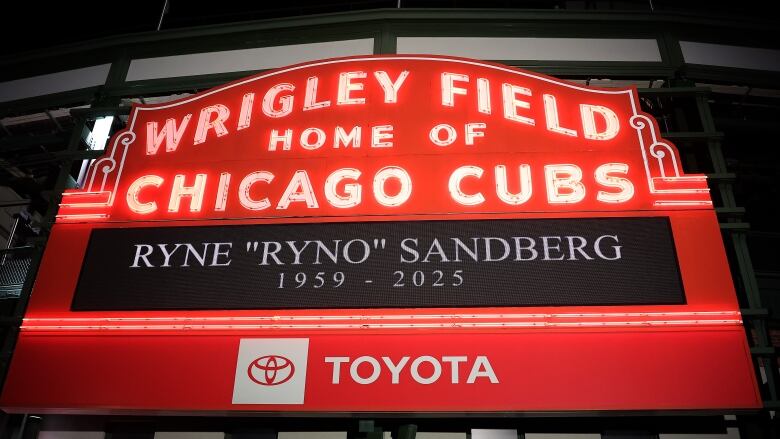 WRIGLEY FIELD
HOME OF
CHICAGO CUBS
RYNE "RYNO" SANDBERG
1959 - 2025
TOYOTA